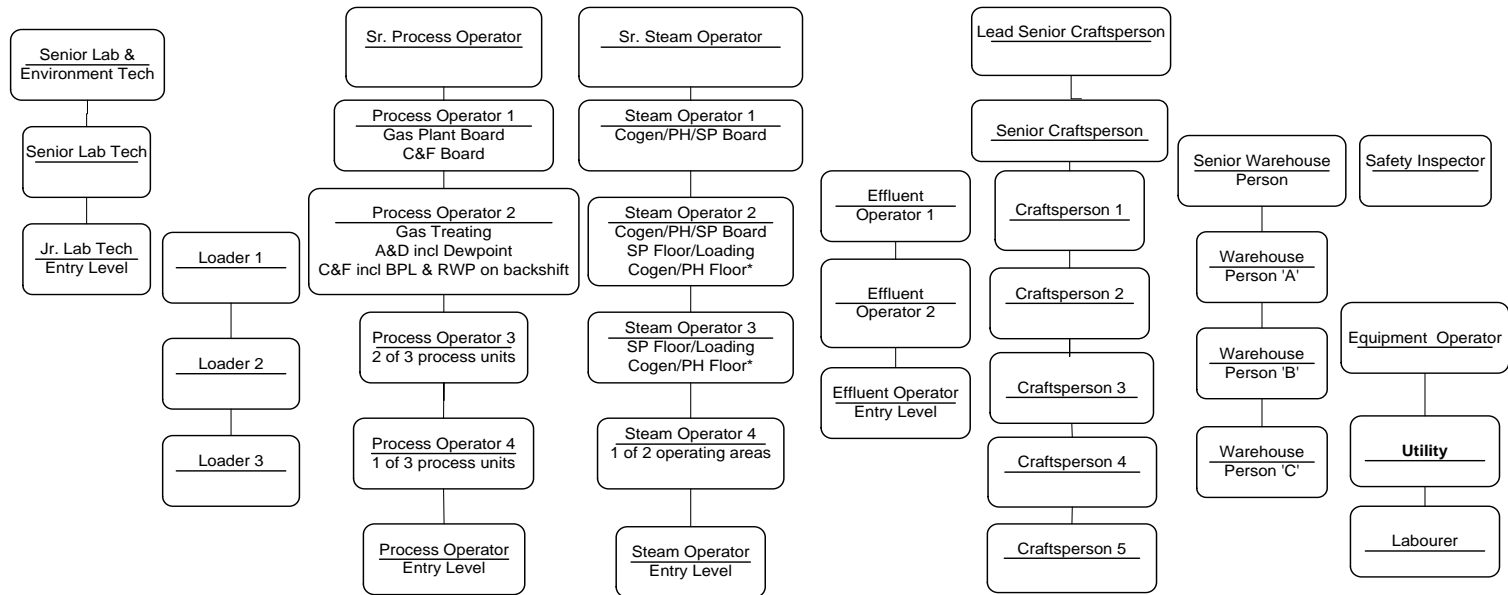 Senior Lab &
Environment Tech
Senior Lab Tech
Jr. Lab Tech
Entry Level
Loader 1
Loader 2
Loader 3
Sr. Process Operator
Process Operator 1
Gas Plant Board
C&F Board
Process Operator 2
Gas Treating
A&D incl Dewpoint
C&F incl BPL & RWP on backshift
Process Operator 3
2 of 3 process units
Process Operator 4
1 of 3 process units
Process Operator
Entry Level
Sr. Steam Operator
Steam Operator 1
Cogen/PH/SP Board
Steam Operator 2
Cogen/PH/SP Board
SP Floor/Loading
Cogen/PH Floor*
Steam Operator 3
SP Floor/Loading
Cogen/PH Floor*
Steam Operator 4
1 of 2 operating areas
Steam Operator
Entry Level
Effluent
Operator 1
Effluent
Operator 2
Effluent Operator
Entry Level
Lead Senior Craftsperson
Senior Craftsperson
Craftsperson 1
Craftsperson 2
Craftsperson 3
Craftsperson 4
Craftsperson 5
Senior Warehouse
Person
Warehouse
Person 'A'
Warehouse
Person 'B'
Warehouse
Person 'C'
Safety Inspector
Equipment Operator
Utility
Labourer